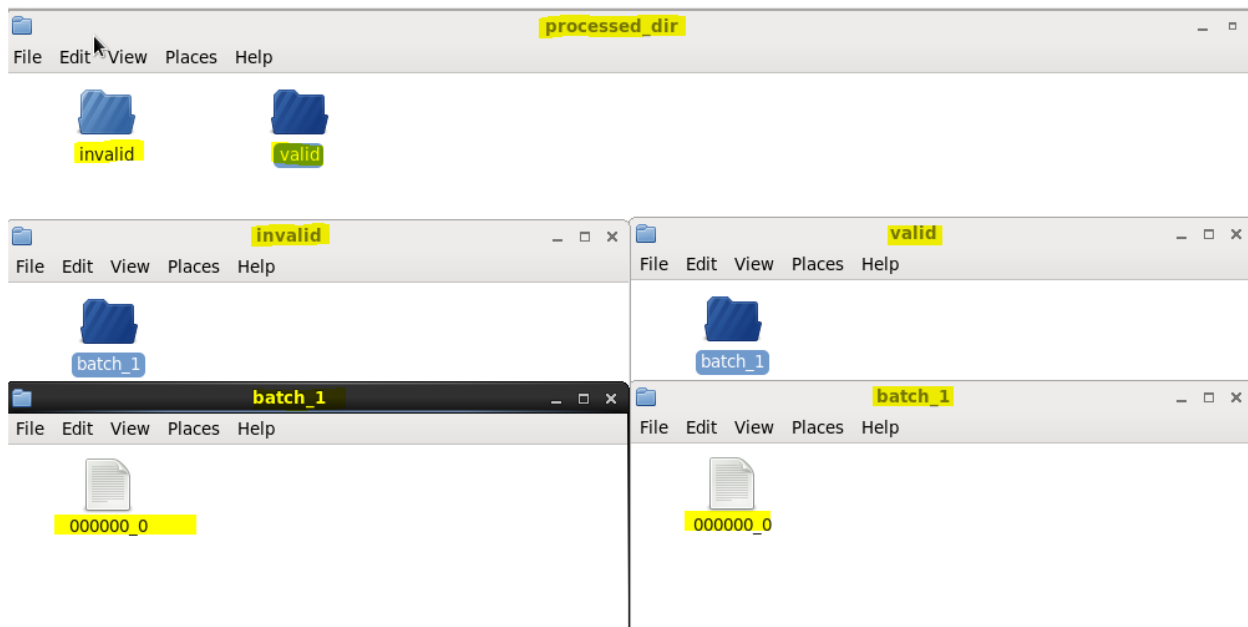 processed_dir
File Edit View Places Help
invalid valid
invalid
File Edit View Places Help
batch_1
valid
File Edit View Places Help
batch_1
batch_1
File Edit View Places Help
000000_0
batch_1
File Edit View Places Help
000000_0